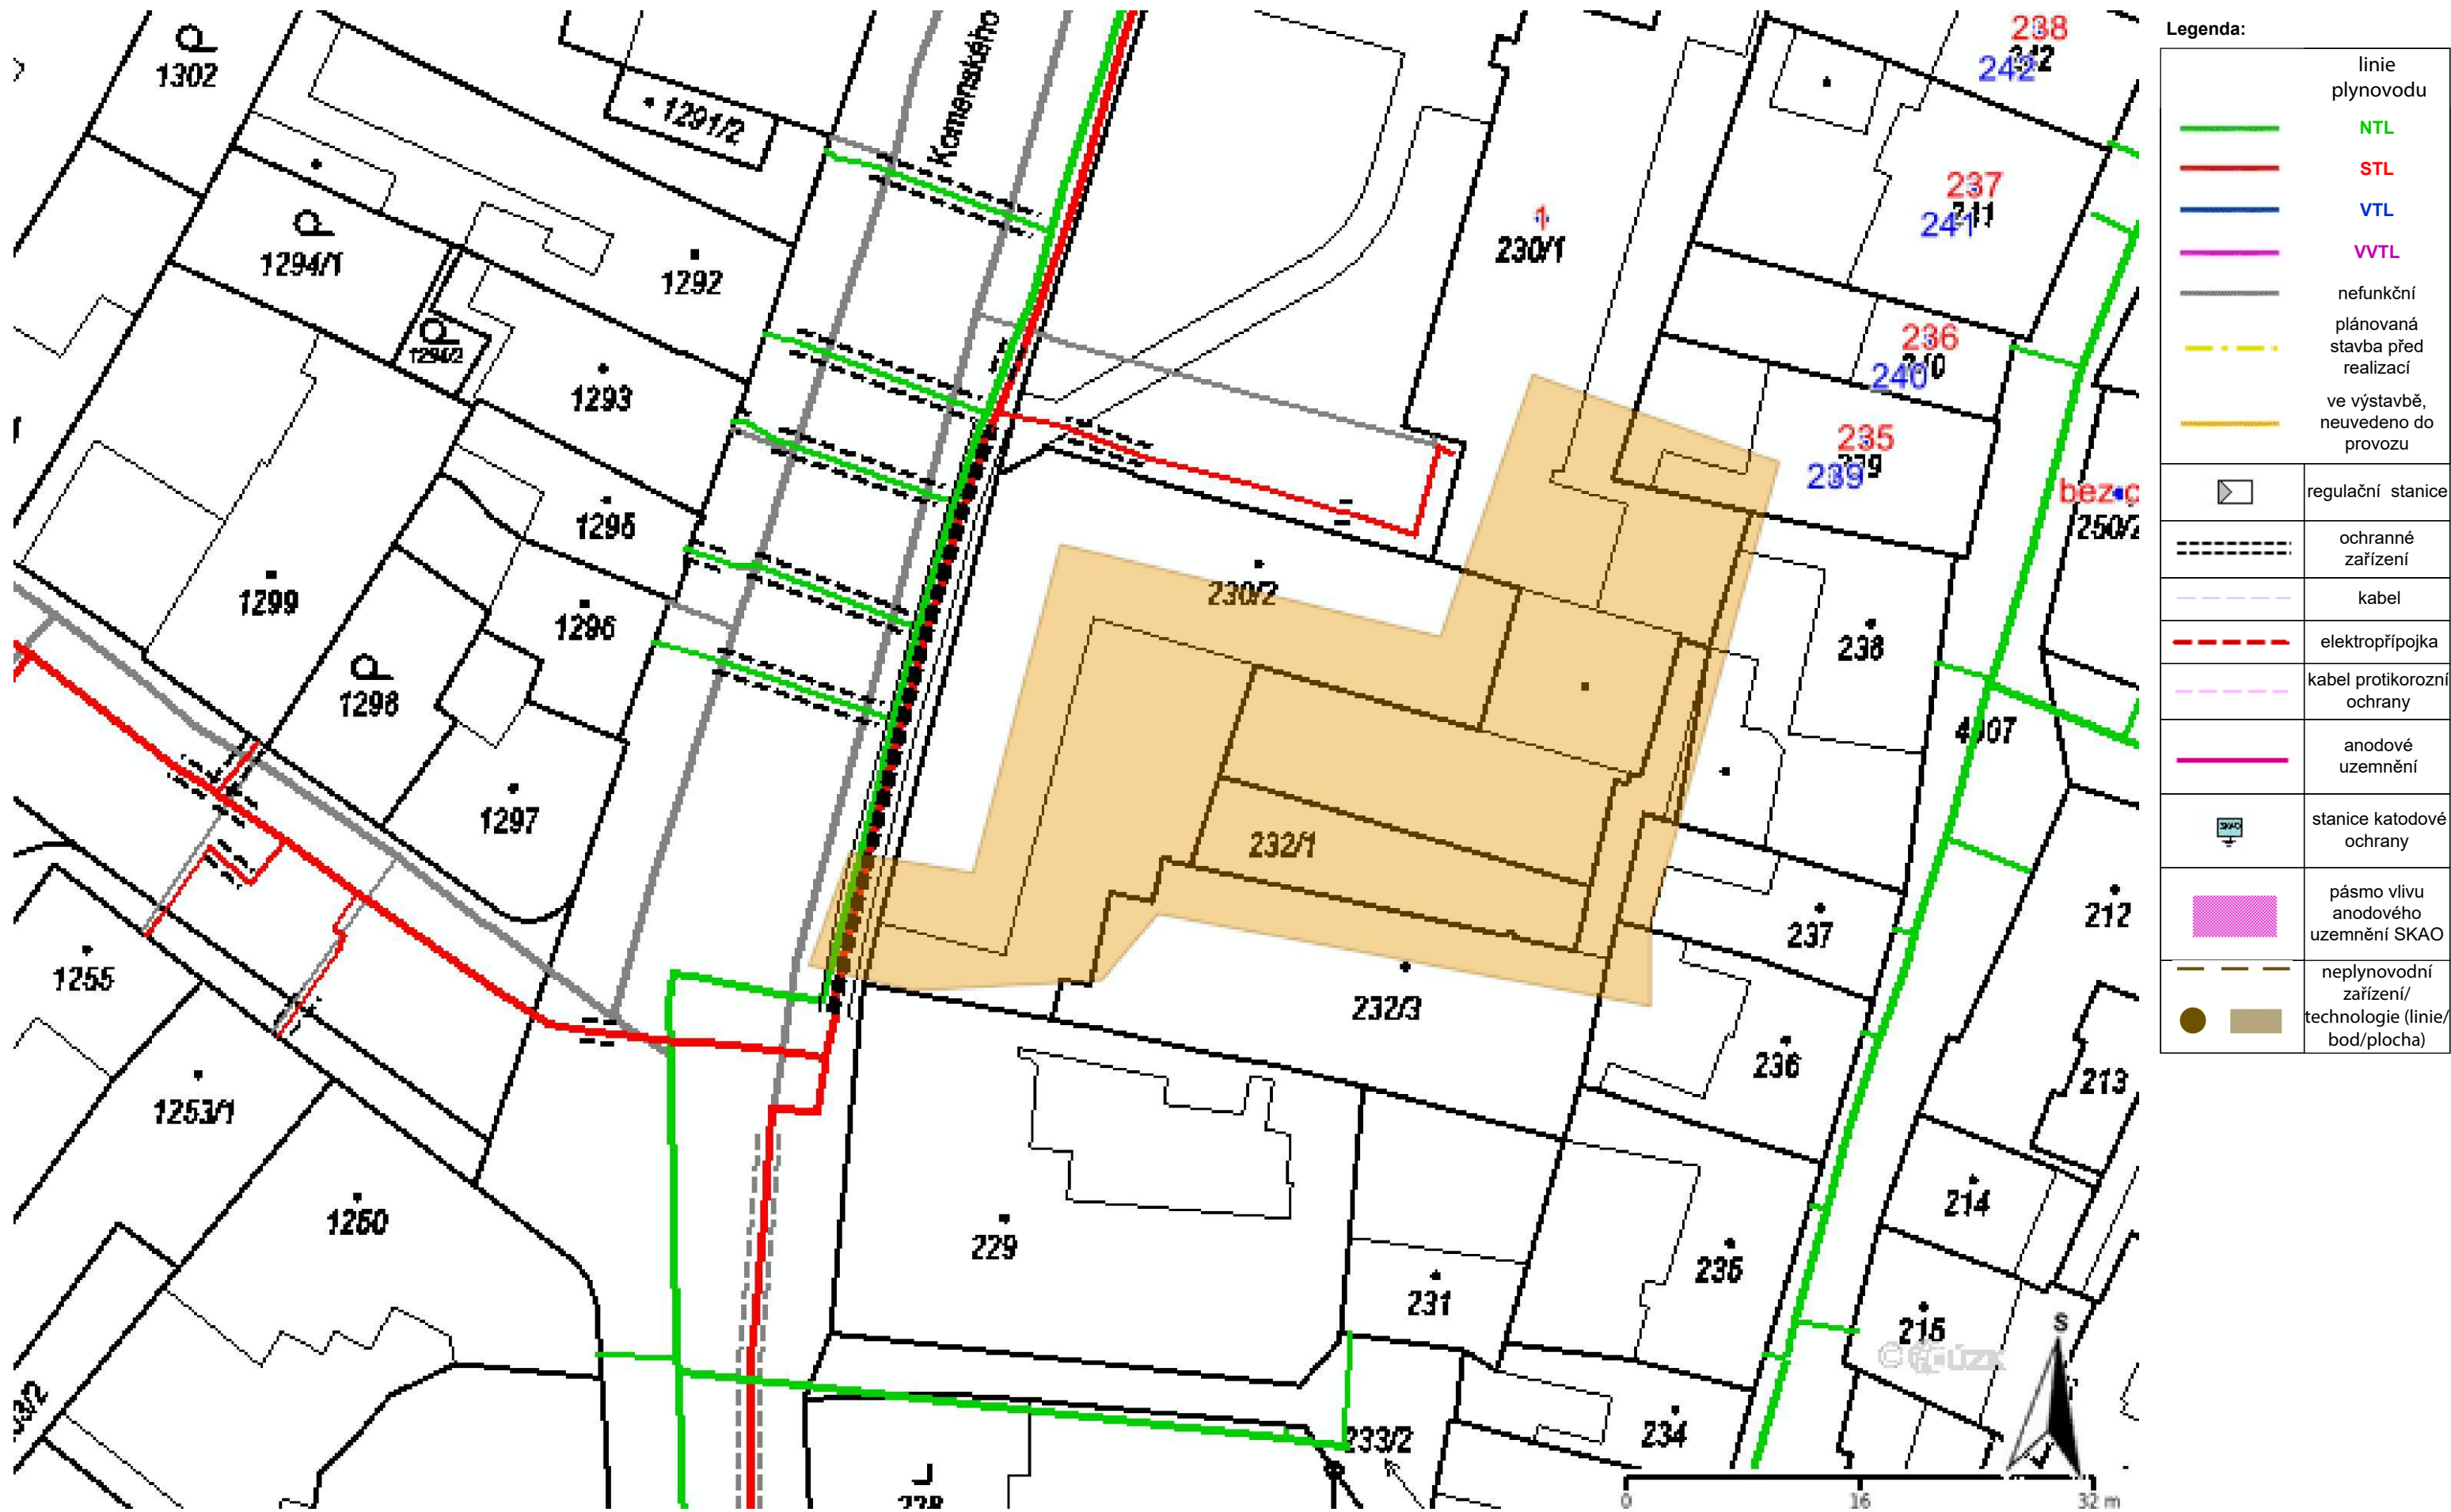 Komenského
1302
1291/2
1294/1
1292
1293
1295
1299
1296
1298
1297
1255
1253/1
1250
230/1
1
230/2
232/1
232/3
229
231
233/2
234
235
236
237
238
238
242
237
241
236
240
235
239
250/2
4007
212
213
214
215
0
16
32 m
S
Legenda:
linie
plynovodu
NTL
STL
VTL
VVTL
nefunkční
plánovaná
stavba před
realizací
ve výstavbě,
neuvedeno do
provozu
regulační stanice
ochranné
zařízení
kabel
elektropřípojka
kabel protikorozní
ochrany
anodové
uzemnění
stanice katodové
ochrany
pásmo vlivu
anodového
uzemnění SKAO
neplynovodní
zařízení/
technologie (linie/
bod/plocha)